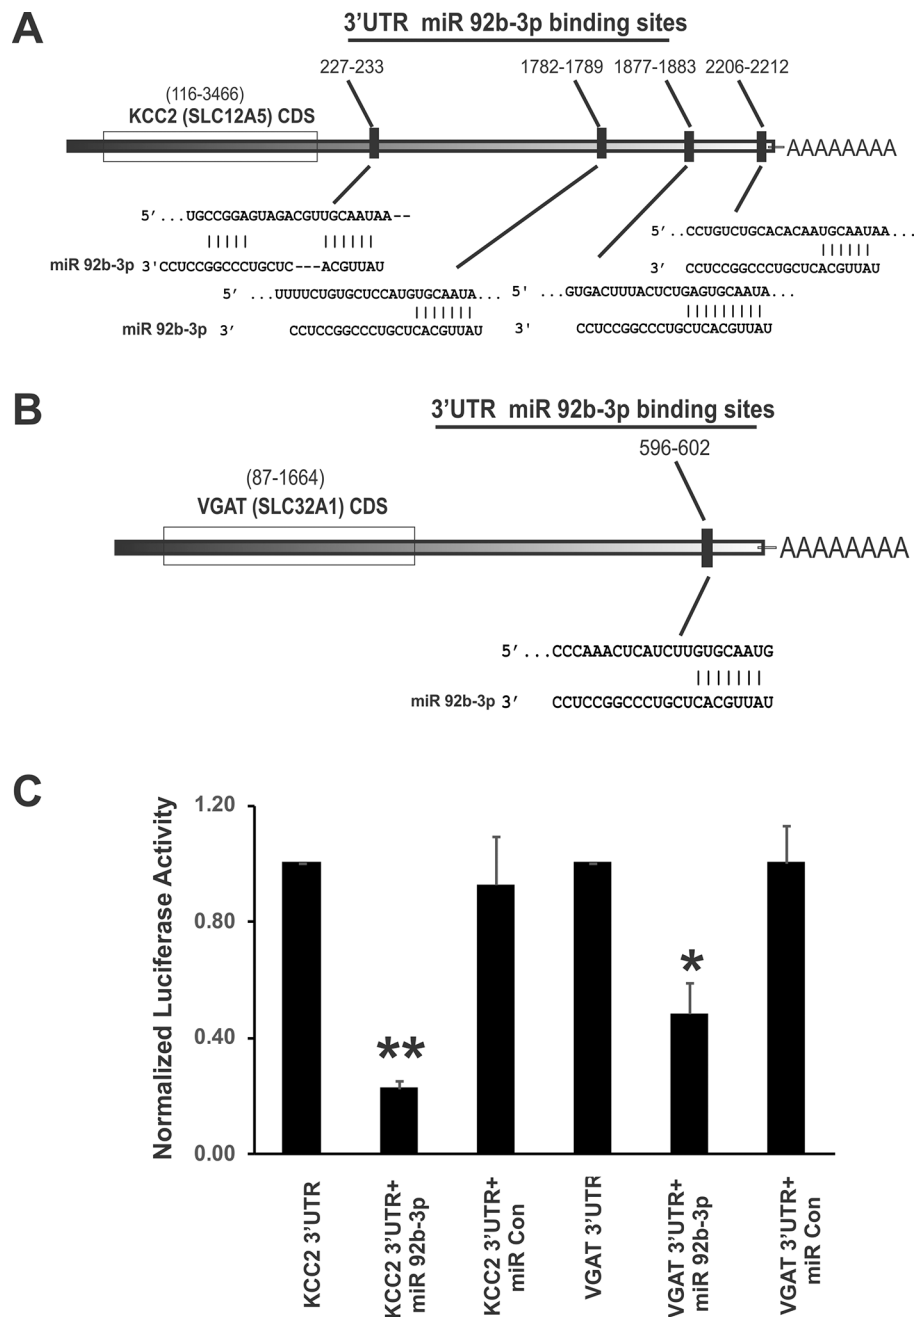 A
3’UTR miR 92b-3p binding sites
227-233 1782-1789 1877-1883 2206-2212
(116-3466)
KCC2 (SLC12A5) CDS
AAAAAAAA
5’ ...UGCCGGAGUAGACGUUGCAAUAA--
||||| ||||||
miR 92b-3p 3'CCUCCGGCCCUGCUC---ACGUUAU
5’ ..CCUGUCUGCACACAAUGCAAUAA...
||||||
3’ CCUCCGGCCCUGCUCACGUUAU
5’ ...UUUUCUGUGCUCCAUGUGCAAUA...
|||||||
miR 92b-3p 3’ CCUCCGGCCCUGCUCACGUUAU
5' ...GUGACUUUACUCUGAGUGCAAUA...
|||||||||
3' CCUCCGGCCCUGCUCACGUUAU
B
3’UTR miR 92b-3p binding sites
596-602
(87-1664)
VGAT (SLC32A1) CDS
AAAAAAAA
5’ ...CCCAAACUCAUCUUGUGCAAUG
|||||||
miR 92b-3p 3’ CCUCCGGCCCUGCUCACGUUAU
C
Normalized Luciferase Activity
1.20
0.80
0.40
0.00
**
*
KCC2 3’UTR
KCC2 3’UTR+
miR 92b-3p
KCC2 3’UTR+
miR Con
VGAT 3’UTR
VGAT 3’UTR+
miR 92b-3p
VGAT 3’UTR+
miR Con